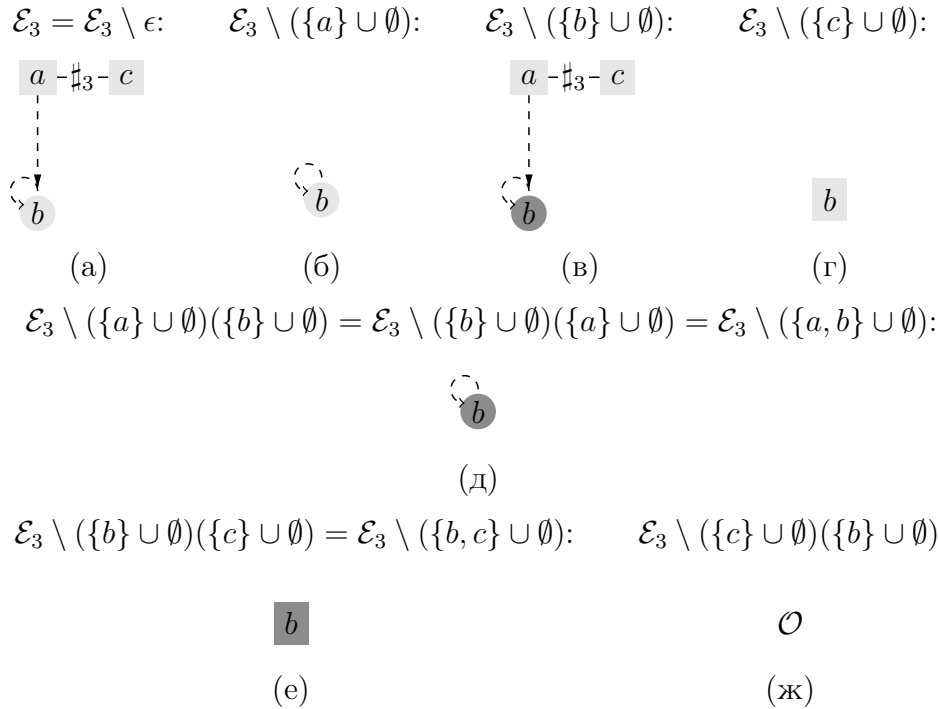 ℰ₃ = ℰ₃ \ ϵ: ℰ₃ \ ({a} ∪ ∅): ℰ₃ \ ({b} ∪ ∅): ℰ₃ \ ({c} ∪ ∅):
a ♯₃ c a ♯₃ c
b b b b
(а) (б) (в) (г)
ℰ₃ \ ({a} ∪ ∅)({b} ∪ ∅) = ℰ₃ \ ({b} ∪ ∅)({a} ∪ ∅) = ℰ₃ \ ({a, b} ∪ ∅):
b
(д)
ℰ₃ \ ({b} ∪ ∅)({c} ∪ ∅) = ℰ₃ \ ({b, c} ∪ ∅): ℰ₃ \ ({c} ∪ ∅)({b} ∪ ∅)
b 𝒪
(е) (ж)